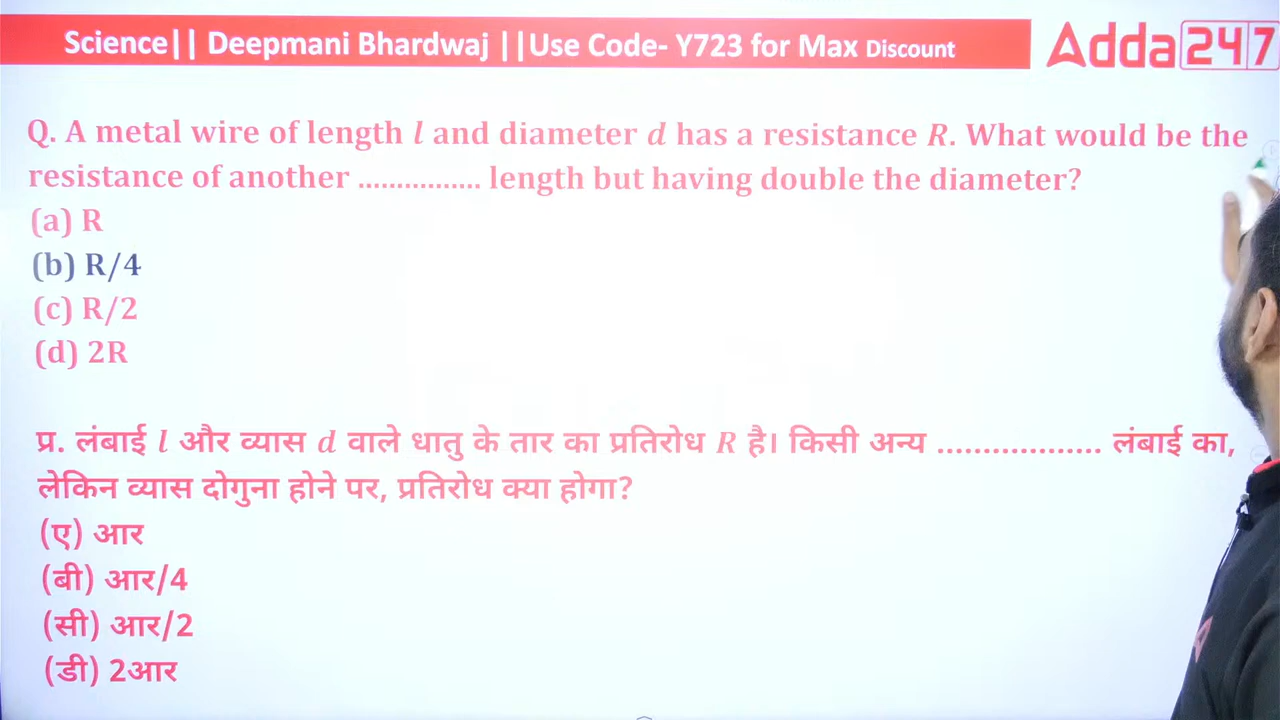 Science|| Deepmani Bhardwaj ||Use Code- Y723 for Max Discount
Adda247
Q. A metal wire of length l and diameter d has a resistance R. What would be the
resistance of another ................ length but having double the diameter?
(a) R
(b) R/4
(c) R/2
(d) 2R
प्र. लंबाई l और व्यास d वाले धातु के तार का प्रतिरोध R है। किसी अन्य .................. लंबाई का,
लेकिन व्यास दोगुना होने पर, प्रतिरोध क्या होगा?
(ए) आर
(बी) आर/4
(सी) आर/2
(डी) 2आर